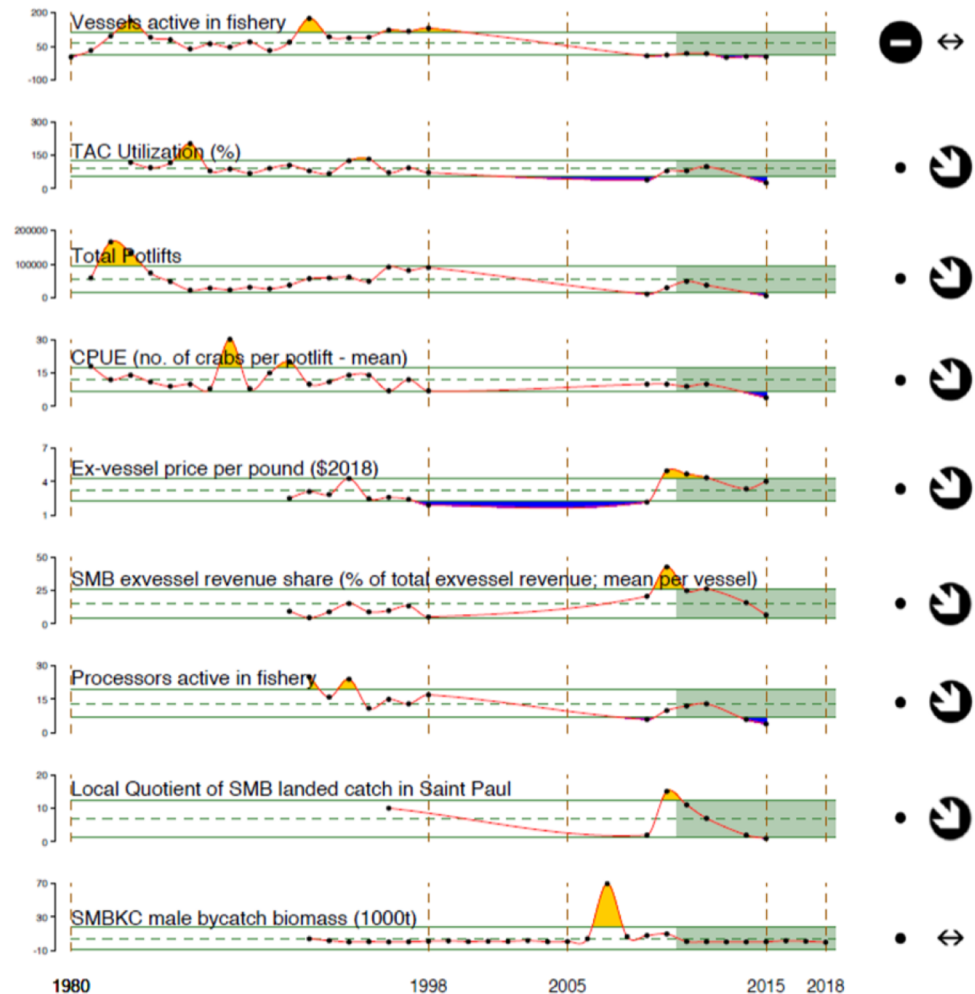 Vessels active in fishery
200
50
-100
TAC Utilization (%)
300
150
0
Total Potlifts
200000
100000
0
CPUE (no. of crabs per potlift - mean)
30
15
0
Ex-vessel price per pound ($2018)
7
4
1
SMB exvessel revenue share (% of total exvessel revenue; mean per vessel)
50
25
0
Processors active in fishery
30
15
0
Local Quotient of SMB landed catch in Saint Paul
20
10
0
SMBKC male bycatch biomass (1000t)
70
30
-10
1980 1998 2005 2015 2018